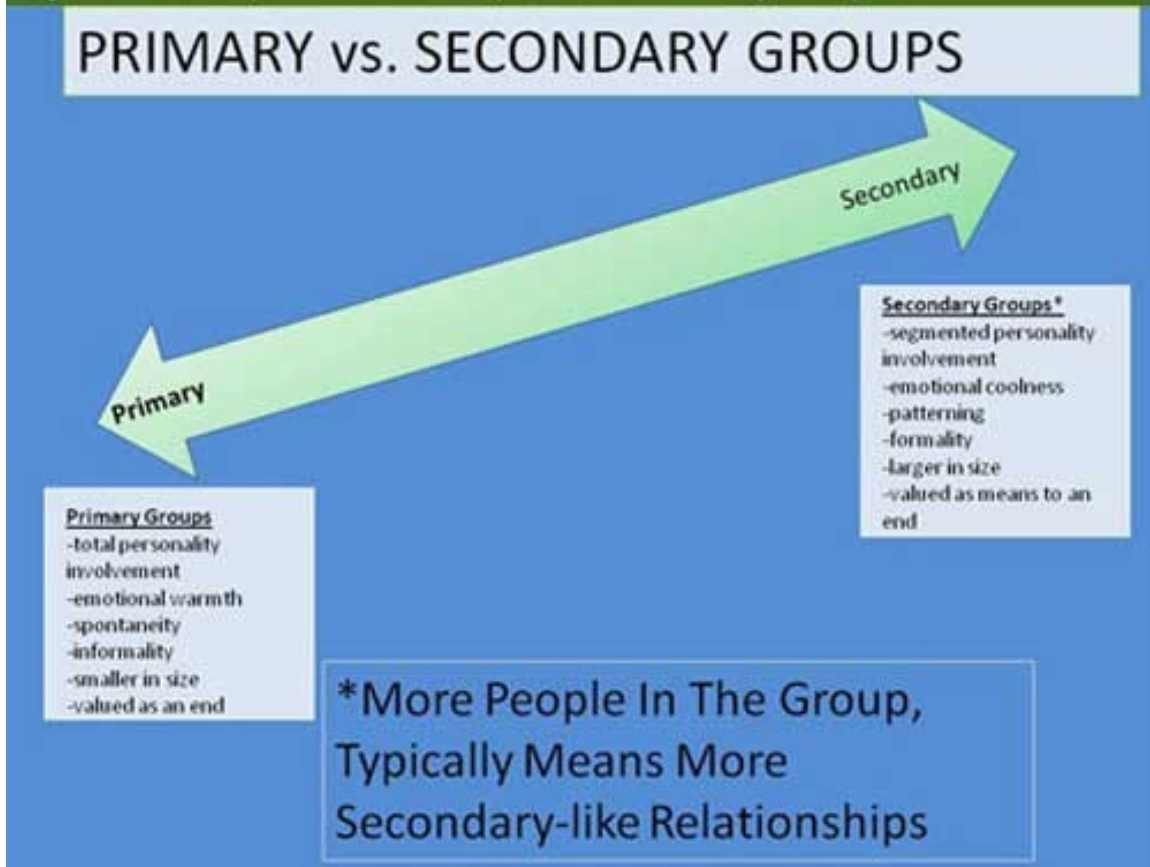 PRIMARY vs. SECONDARY GROUPS
Secondary
Primary
Secondary Groups*
-segmented personality
involvement
-emotional coolness
-patterning
-formality
-larger in size
-valued as means to an
end
Primary Groups
-total personality
involvement
-emotional warmth
-spontaneity
-informality
-smaller in size
-valued as an end
*More People In The Group,
Typically Means More
Secondary-like Relationships